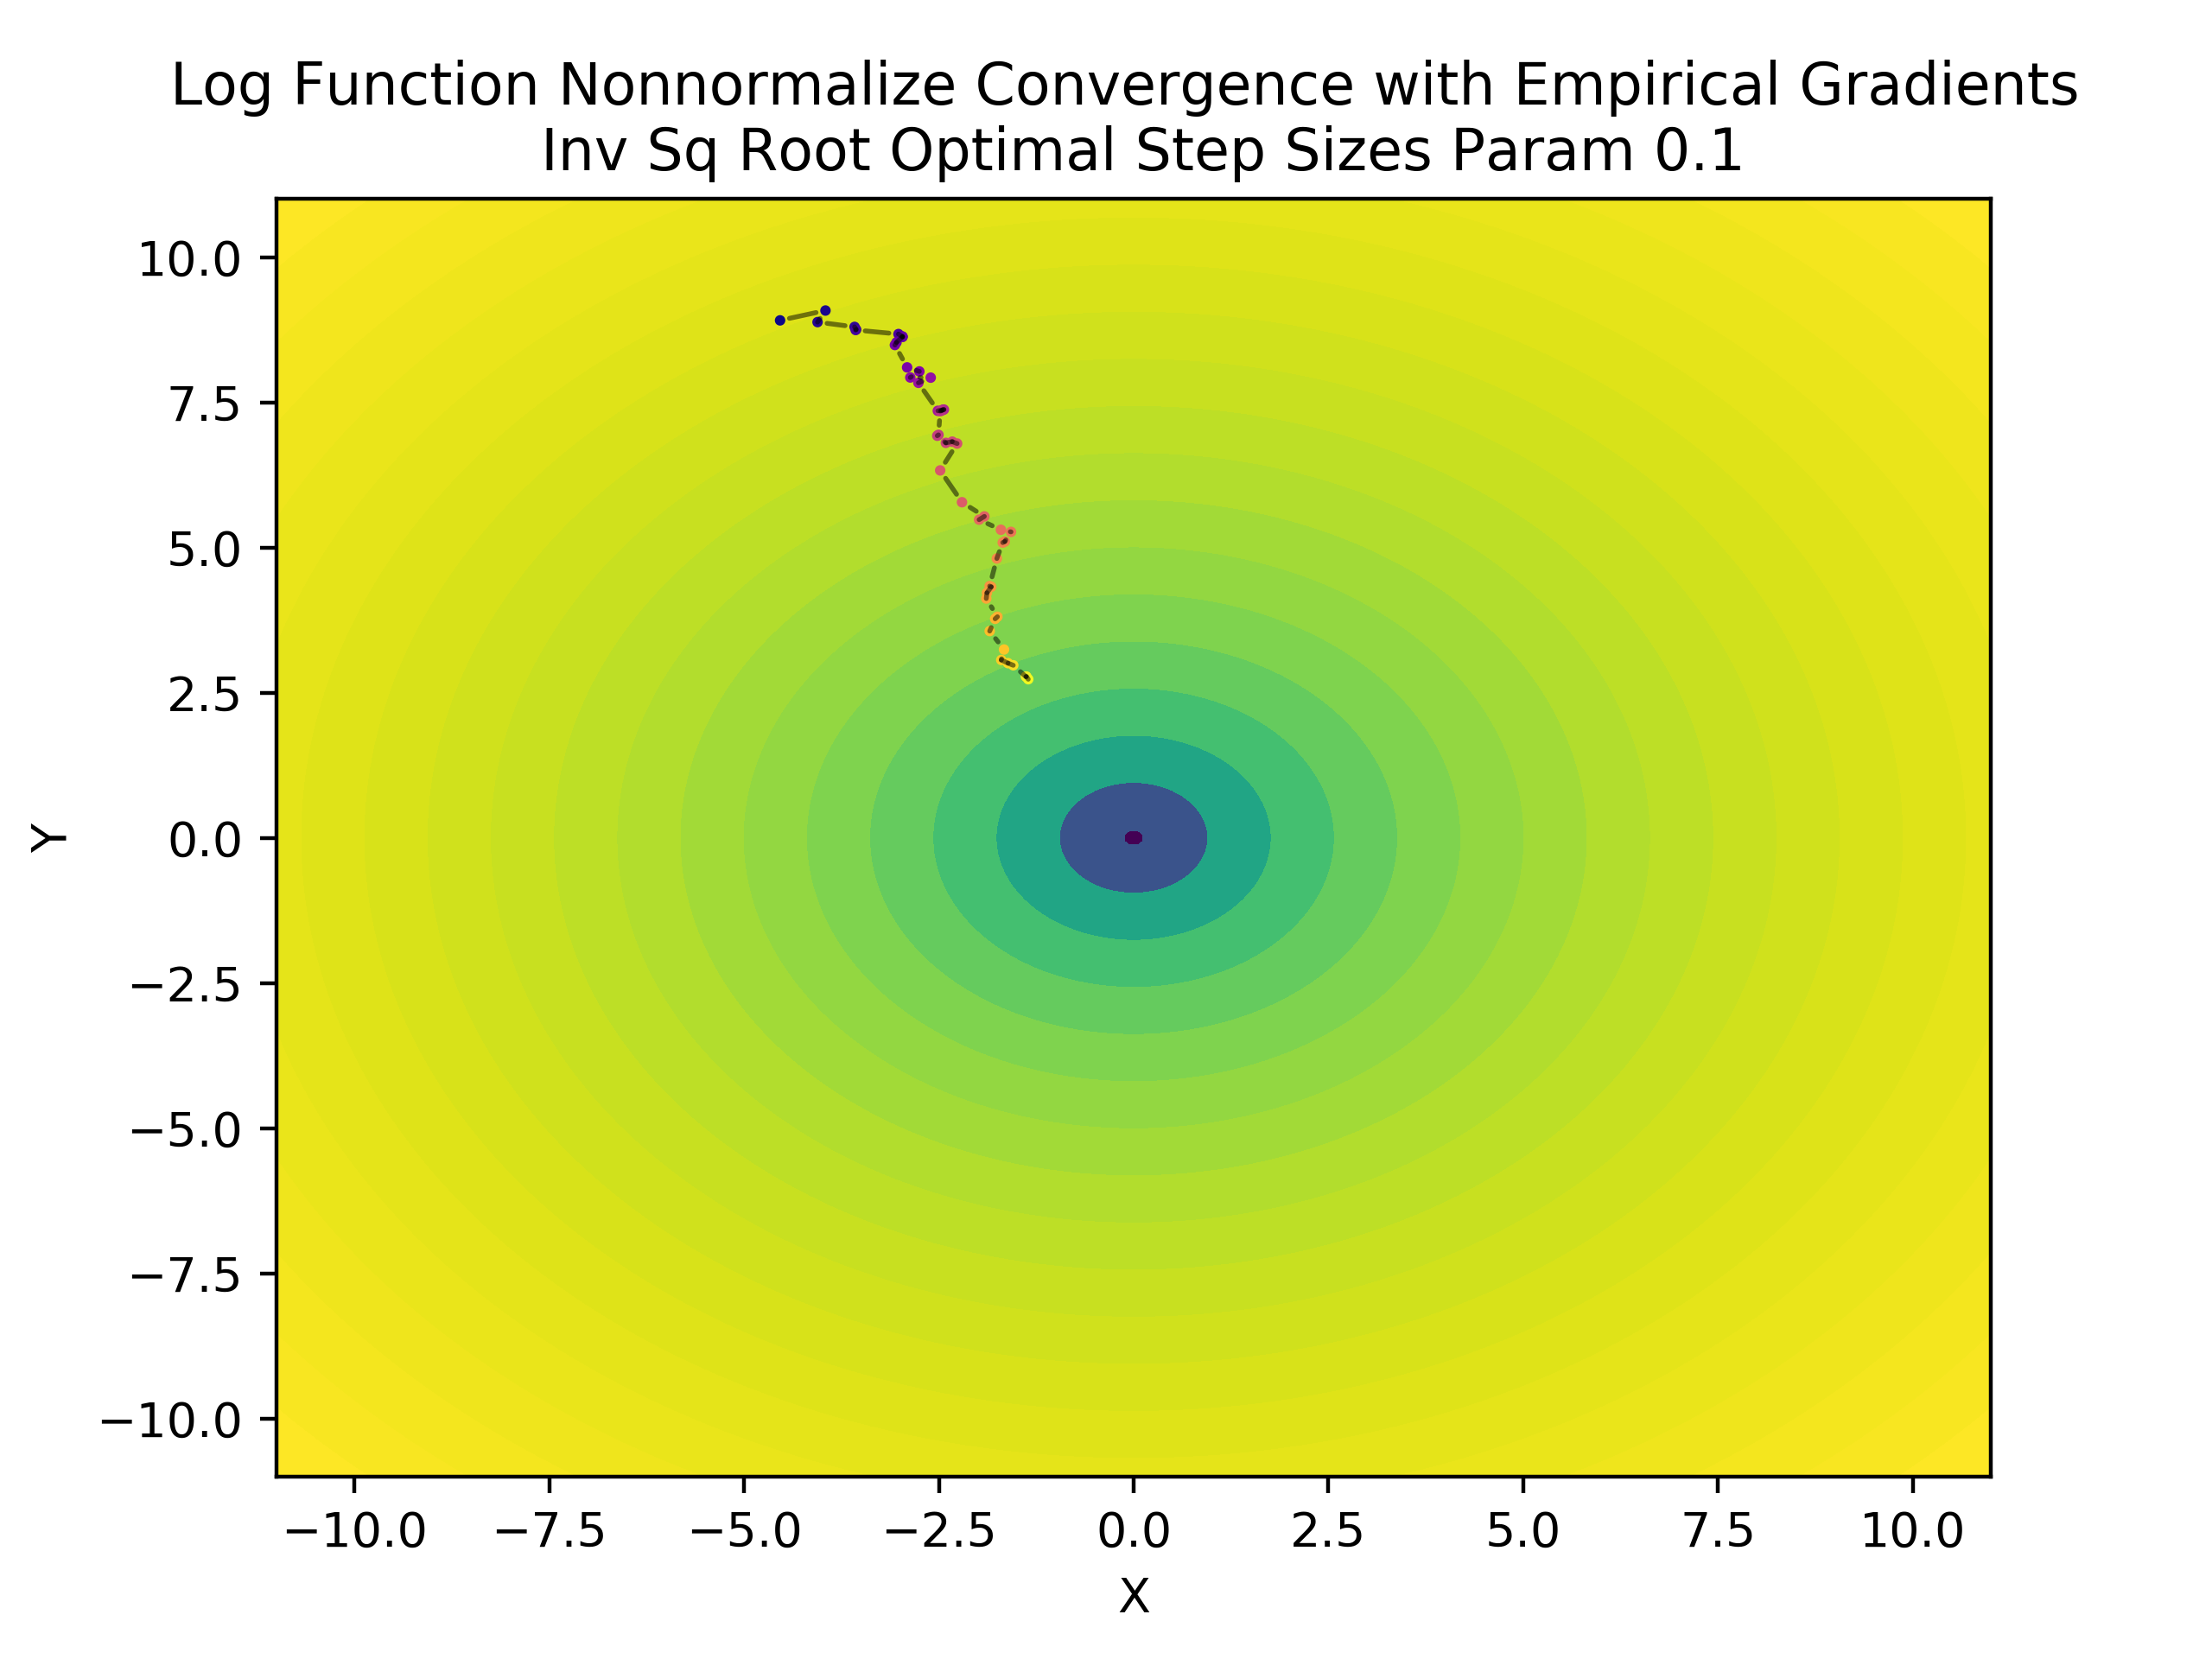 Log Function Nonnormalize Convergence with Empirical Gradients
Inv Sq Root Optimal Step Sizes Param 0.1
10.0
7.5
5.0
2.5
0.0
−2.5
−5.0
−7.5
−10.0
Y
−10.0 −7.5 −5.0 −2.5 0.0 2.5 5.0 7.5 10.0
X